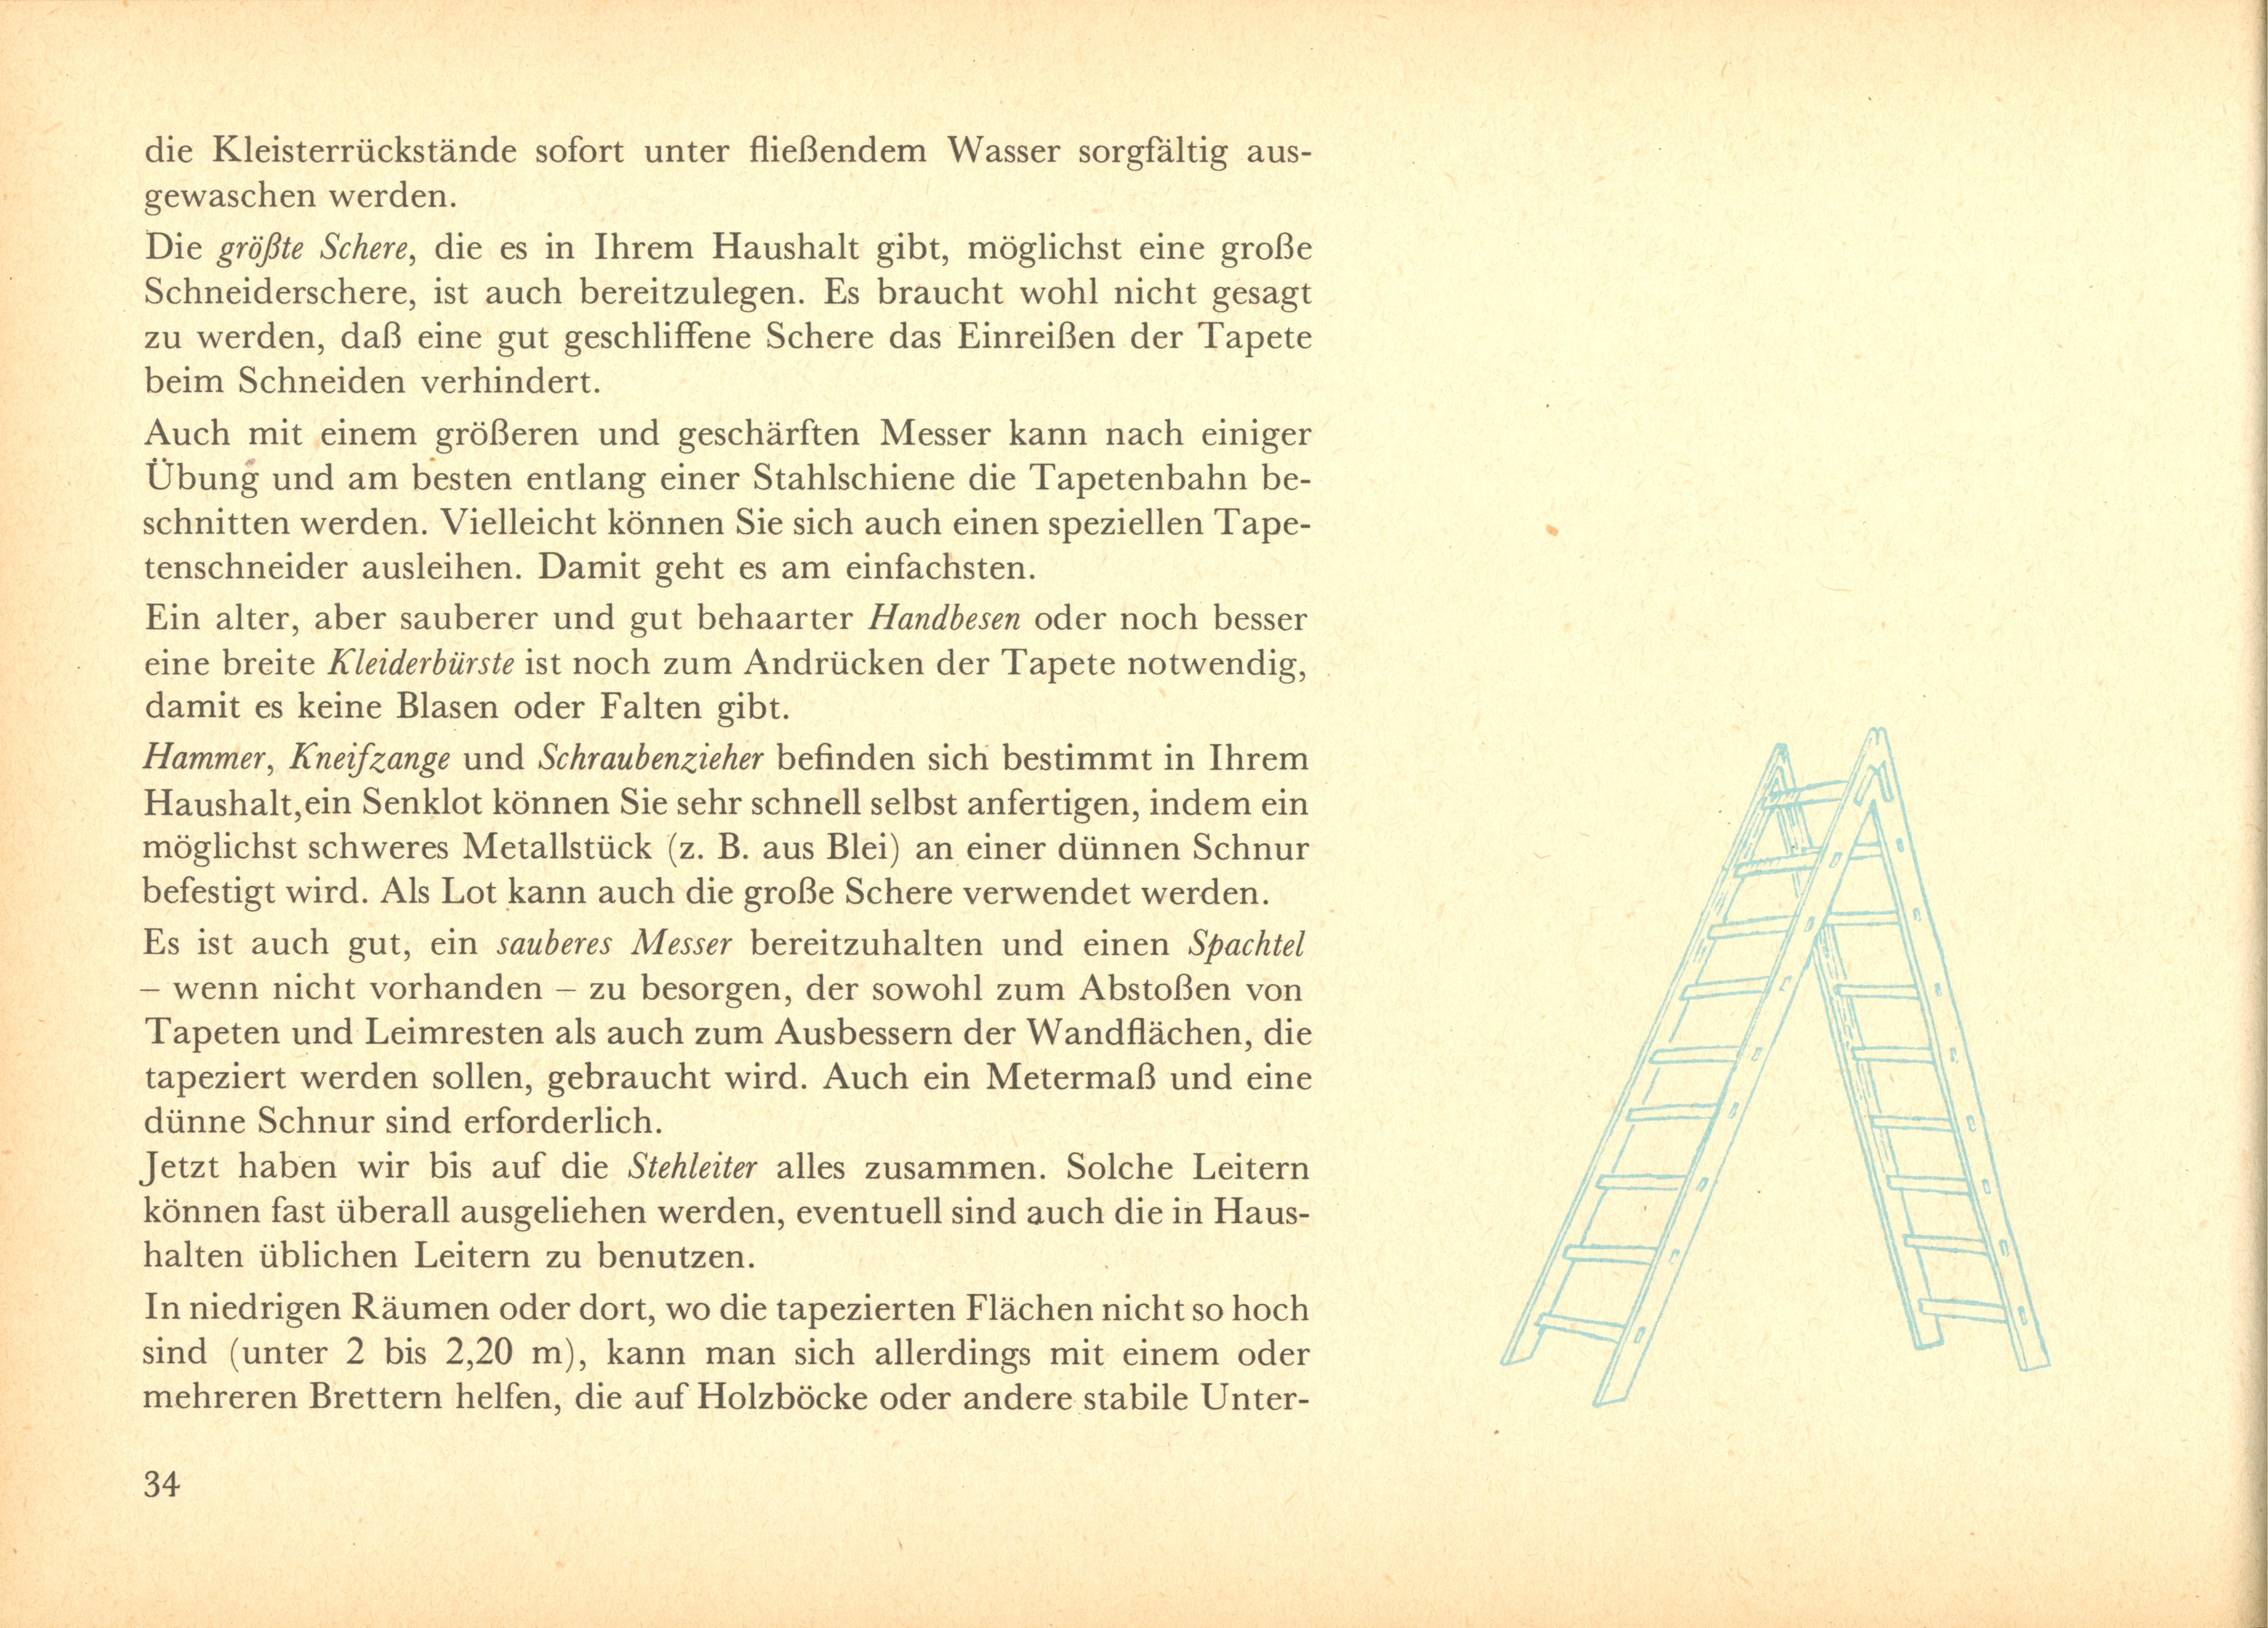 die Kleisterrückstände sofort unter fließendem Wasser sorgfältig aus-
gewaschen werden.
Die größte Schere, die es in Ihrem Haushalt gibt, möglichst eine große
Schneiderschere, ist auch bereitzulegen. Es braucht wohl nicht gesagt
zu werden, daß eine gut geschliffene Schere das Einreißen der Tapete
beim Schneiden verhindert.
Auch mit einem größeren und geschärften Messer kann nach einiger
Übung und am besten entlang einer Stahlschiene die Tapetenbahn be-
schnitten werden. Vielleicht können Sie sich auch einen speziellen Tape-
tenschneider ausleihen. Damit geht es am einfachsten.
Ein alter, aber sauberer und gut behaarter Handbesen oder noch besser
eine breite Kleiderbürste ist noch zum Andrücken der Tapete notwendig,
damit es keine Blasen oder Falten gibt.
Hammer, Kneifzange und Schraubenzieher befinden sich bestimmt in Ihrem
Haushalt,ein Senklot können Sie sehr schnell selbst anfertigen, indem ein
möglichst schweres Metallstück (z. B. aus Blei) an einer dünnen Schnur
befestigt wird. Als Lot kann auch die große Schere verwendet werden.
Es ist auch gut, ein sauberes Messer bereitzuhalten und einen Spachtel
– wenn nicht vorhanden – zu besorgen, der sowohl zum Abstoßen von
Tapeten und Leimresten als auch zum Ausbessern der Wandflächen, die
tapeziert werden sollen, gebraucht wird. Auch ein Metermaß und eine
dünne Schnur sind erforderlich.
Jetzt haben wir bis auf die Stehleiter alles zusammen. Solche Leitern
können fast überall ausgeliehen werden, eventuell sind auch die in Haus-
halten üblichen Leitern zu benutzen.
In niedrigen Räumen oder dort, wo die tapezierten Flächen nicht so hoch
sind (unter 2 bis 2,20 m), kann man sich allerdings mit einem oder
mehreren Brettern helfen, die auf Holzböcke oder andere stabile Unter-
34